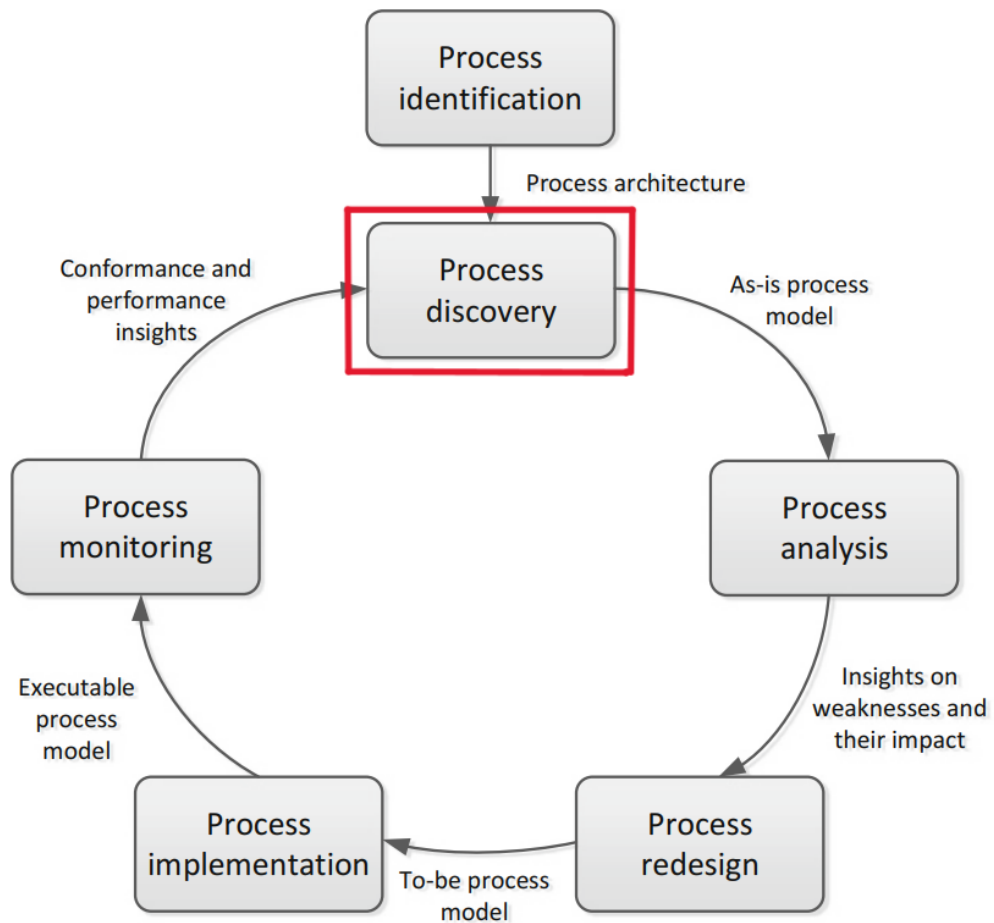 Process
identification
Process architecture
Process
discovery
Conformance and
performance
insights
As-is process
model
Process
monitoring
Process
analysis
Executable
process
model
Insights on
weaknesses and
their impact
Process
implementation
Process
redesign
To-be process
model